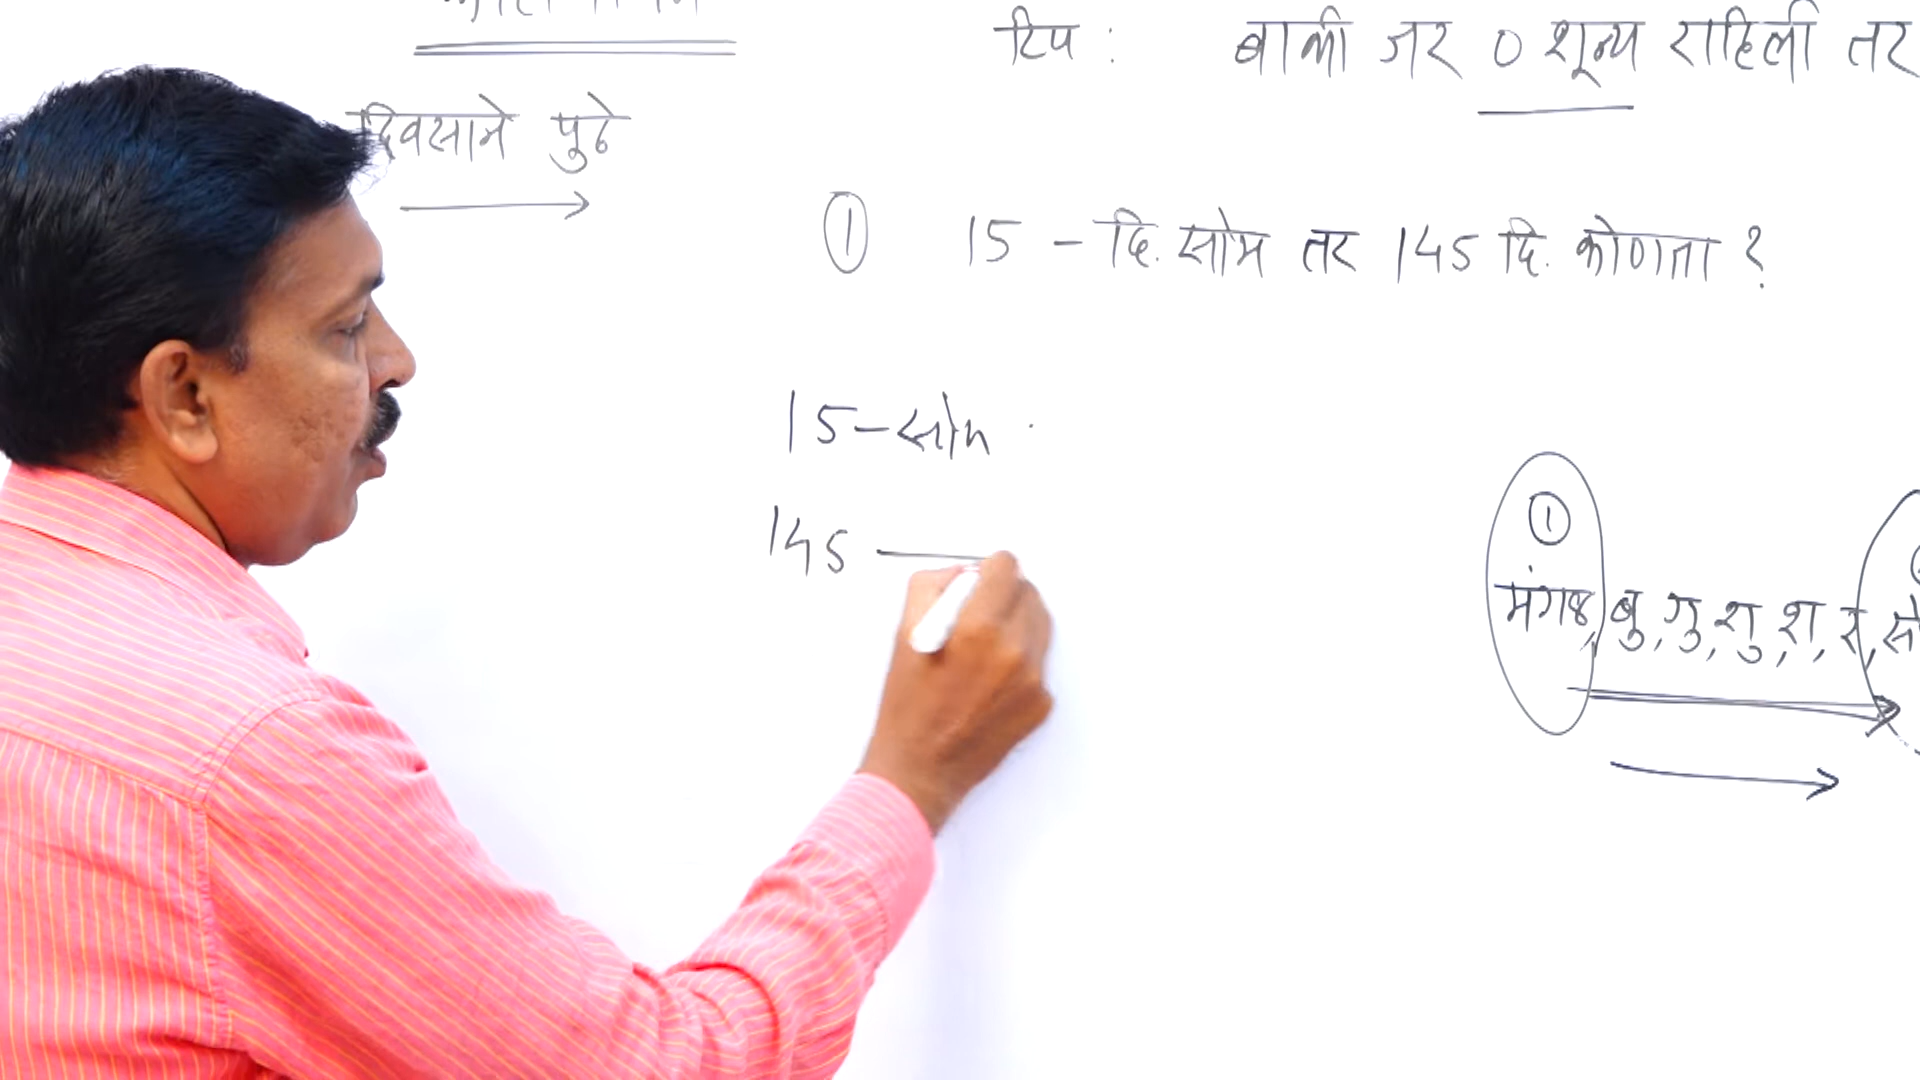 टिप : बाकी जर 0 शून्य राहिली तर
दिवसाने पुढे
① 15 - दि. सोम तर 145 दि. कोणता ?
15 - सोम
145 —
①
मंगळ, बु, गु, शु, श, र, सो